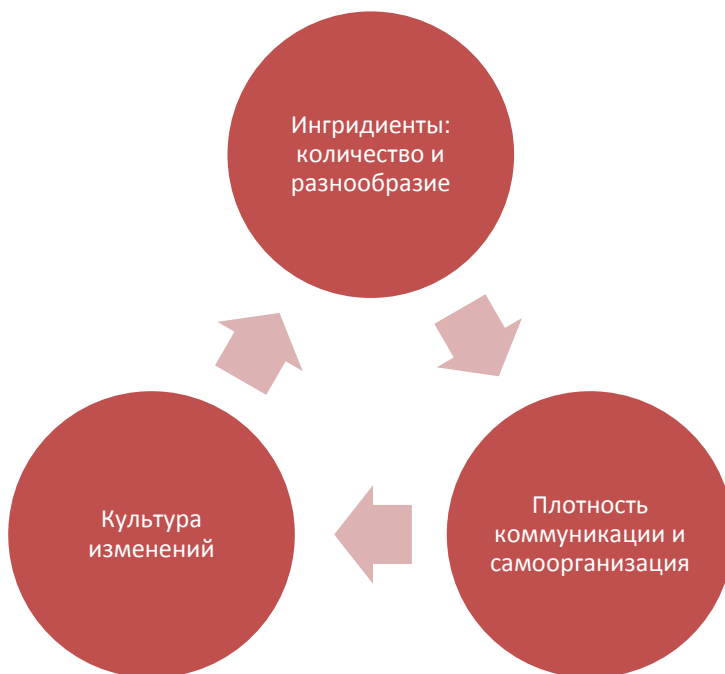 Ингридиенты:
количество и
разнообразие
Плотность
коммуникации и
самоорганизация
Культура
изменений